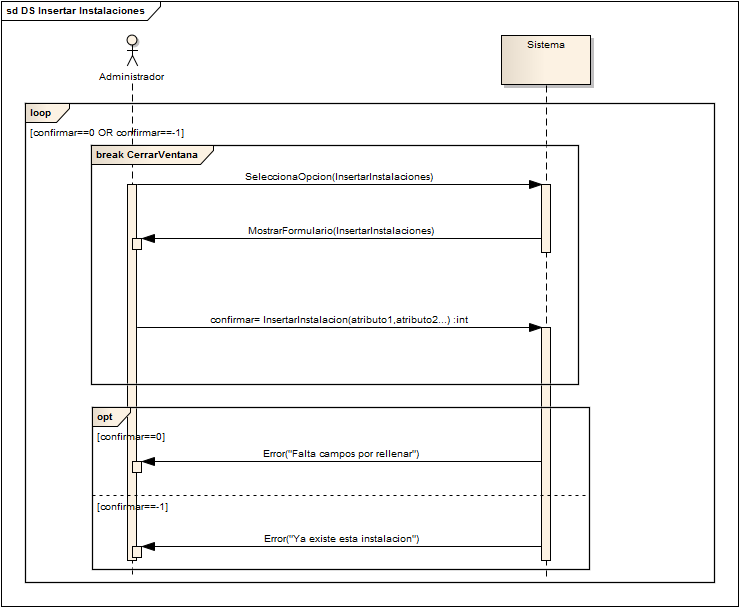 sd DS Insertar Instalaciones
Administrador
Sistema
loop
[confirmar==0 OR confirmar==-1]
break CerrarVentana
SeleccionaOpcion(InsertarInstalaciones)
MostrarFormulario(InsertarInstalaciones)
confirmar= InsertarInstalacion(atributo1,atributo2...) :int
opt
[confirmar==0]
Error("Falta campos por rellenar")
[confirmar==-1]
Error("Ya existe esta instalacion")